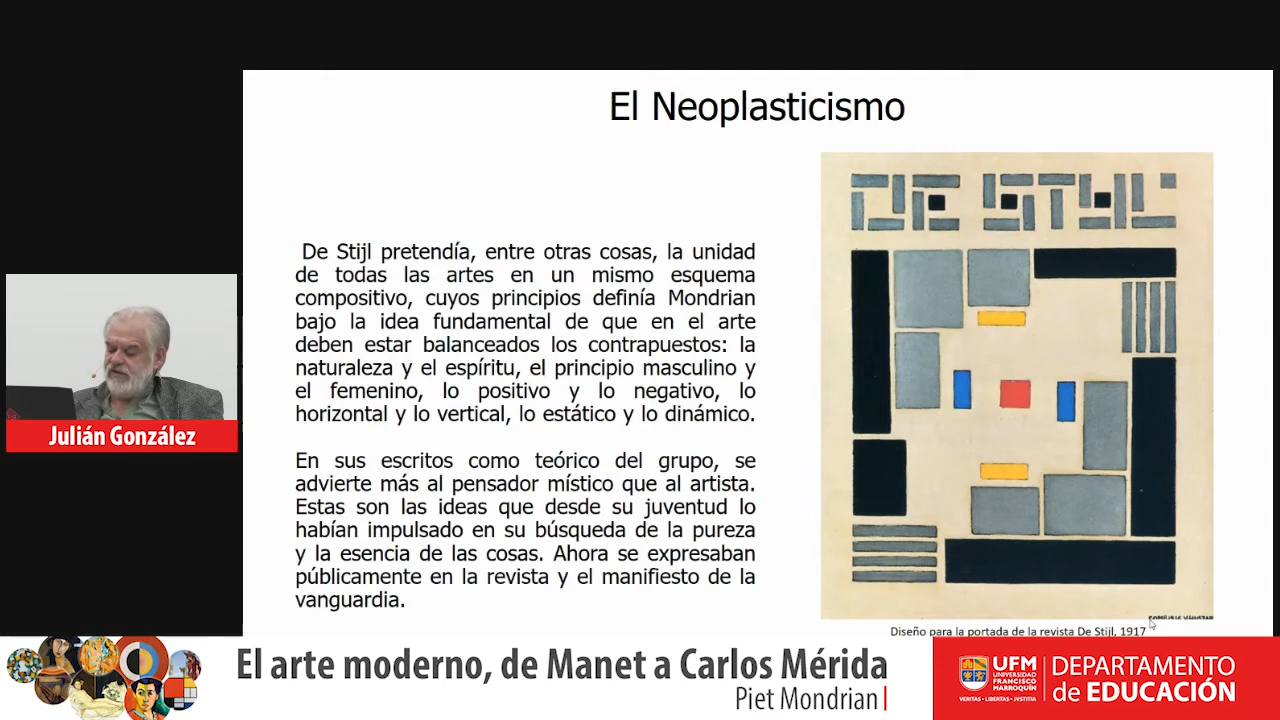 El Neoplasticismo
DE STYL
De Stijl pretendía, entre otras cosas, la unidad
de todas las artes en un mismo esquema
compositivo, cuyos principios definía Mondrian
bajo la idea fundamental de que en el arte
deben estar balanceados los contrapuestos: la
naturaleza y el espíritu, el principio masculino y
el femenino, lo positivo y lo negativo, lo
horizontal y lo vertical, lo estático y lo dinámico.
En sus escritos como teórico del grupo, se
advierte más al pensador místico que al artista.
Estas son las ideas que desde su juventud lo
habían impulsado en su búsqueda de la pureza
y la esencia de las cosas. Ahora se expresaban
públicamente en la revista y el manifiesto de la
vanguardia.
Diseño para la portada de la revista De Stijl, 1917
Julián González
El arte moderno, de Manet a Carlos Mérida
Piet Mondrian
UFM
UNIVERSIDAD
FRANCISCO
MARROQUÍN
VERITAS • LIBERTAS • JVSTITIA
DEPARTAMENTO
de EDUCACIÓN